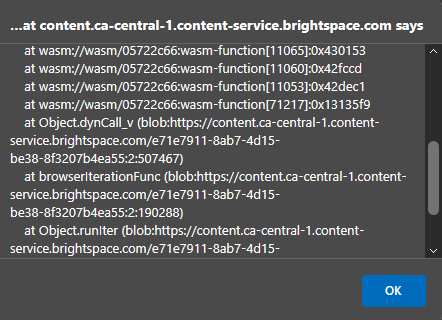 ...at content.ca-central-1.content-service.brightspace.com says
at wasm://wasm/05722c66:wasm-function[11065]:0x430153
at wasm://wasm/05722c66:wasm-function[11060]:0x42fccd
at wasm://wasm/05722c66:wasm-function[11053]:0x42dec1
at wasm://wasm/05722c66:wasm-function[71217]:0x13135f9
at Object.dynCall_v (blob:https://content.ca-central-1.content-
service.brightspace.com/e71e7911-8ab7-4d15-
be38-8f3207b4ea55:2:507467)
at browserIterationFunc (blob:https://content.ca-central-1.content-
service.brightspace.com/e71e7911-8ab7-4d15-
be38-8f3207b4ea55:2:190288)
at Object.runIter (blob:https://content.ca-central-1.content-
service.brightspace.com/e71e7911-8ab7-4d15-
OK